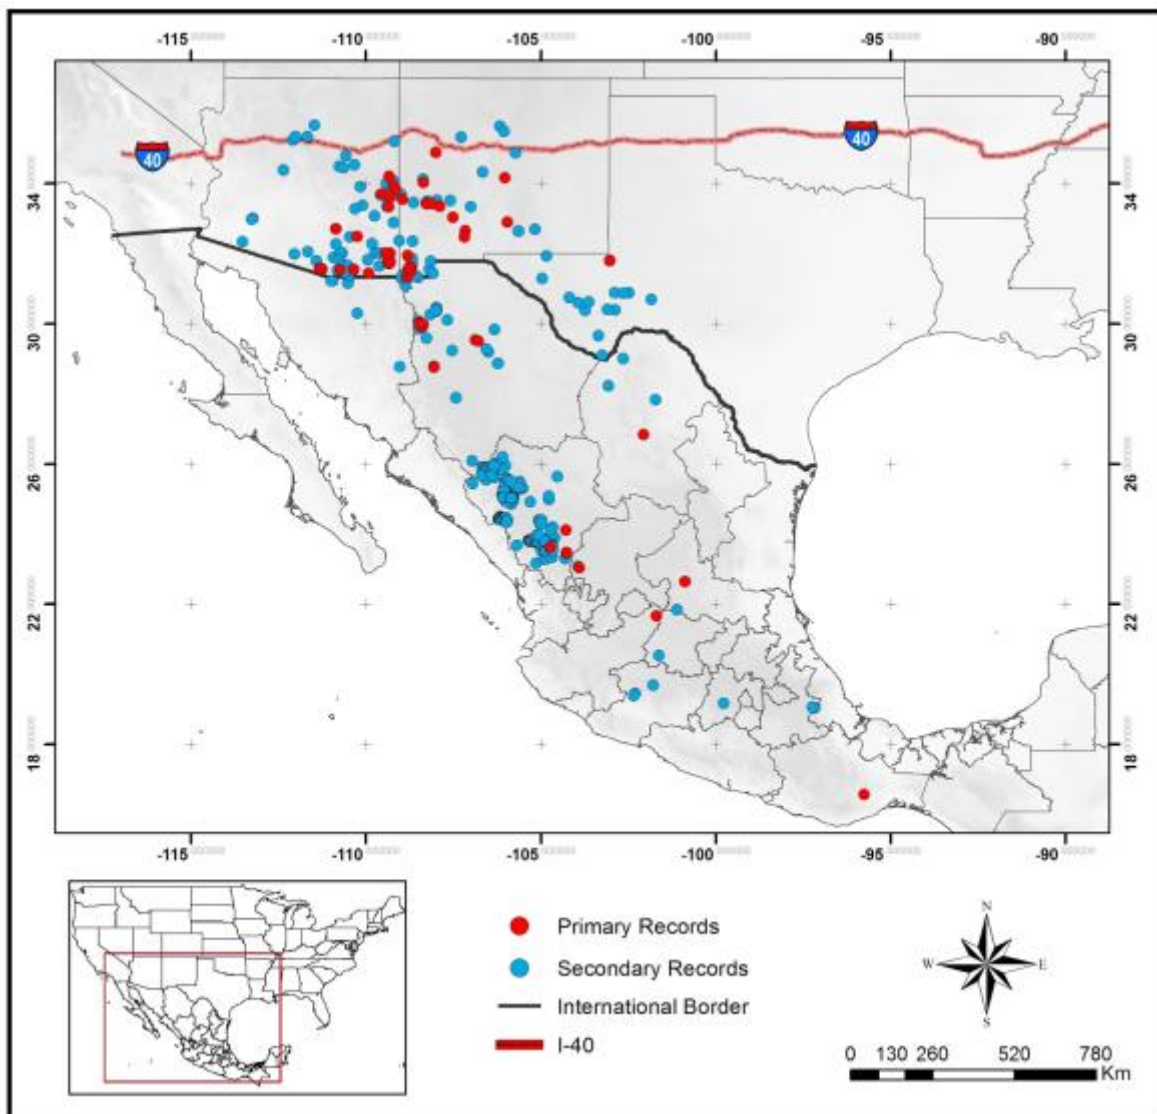 -115 -110 -105 -100 -95 -90
40 40
34 34
30 30
26 26
22 22
18 18
-115 -110 -105 -100 -95 -90
Primary Records
Secondary Records
International Border
I-40
N
W E
S
0 130 260 520 780
Km